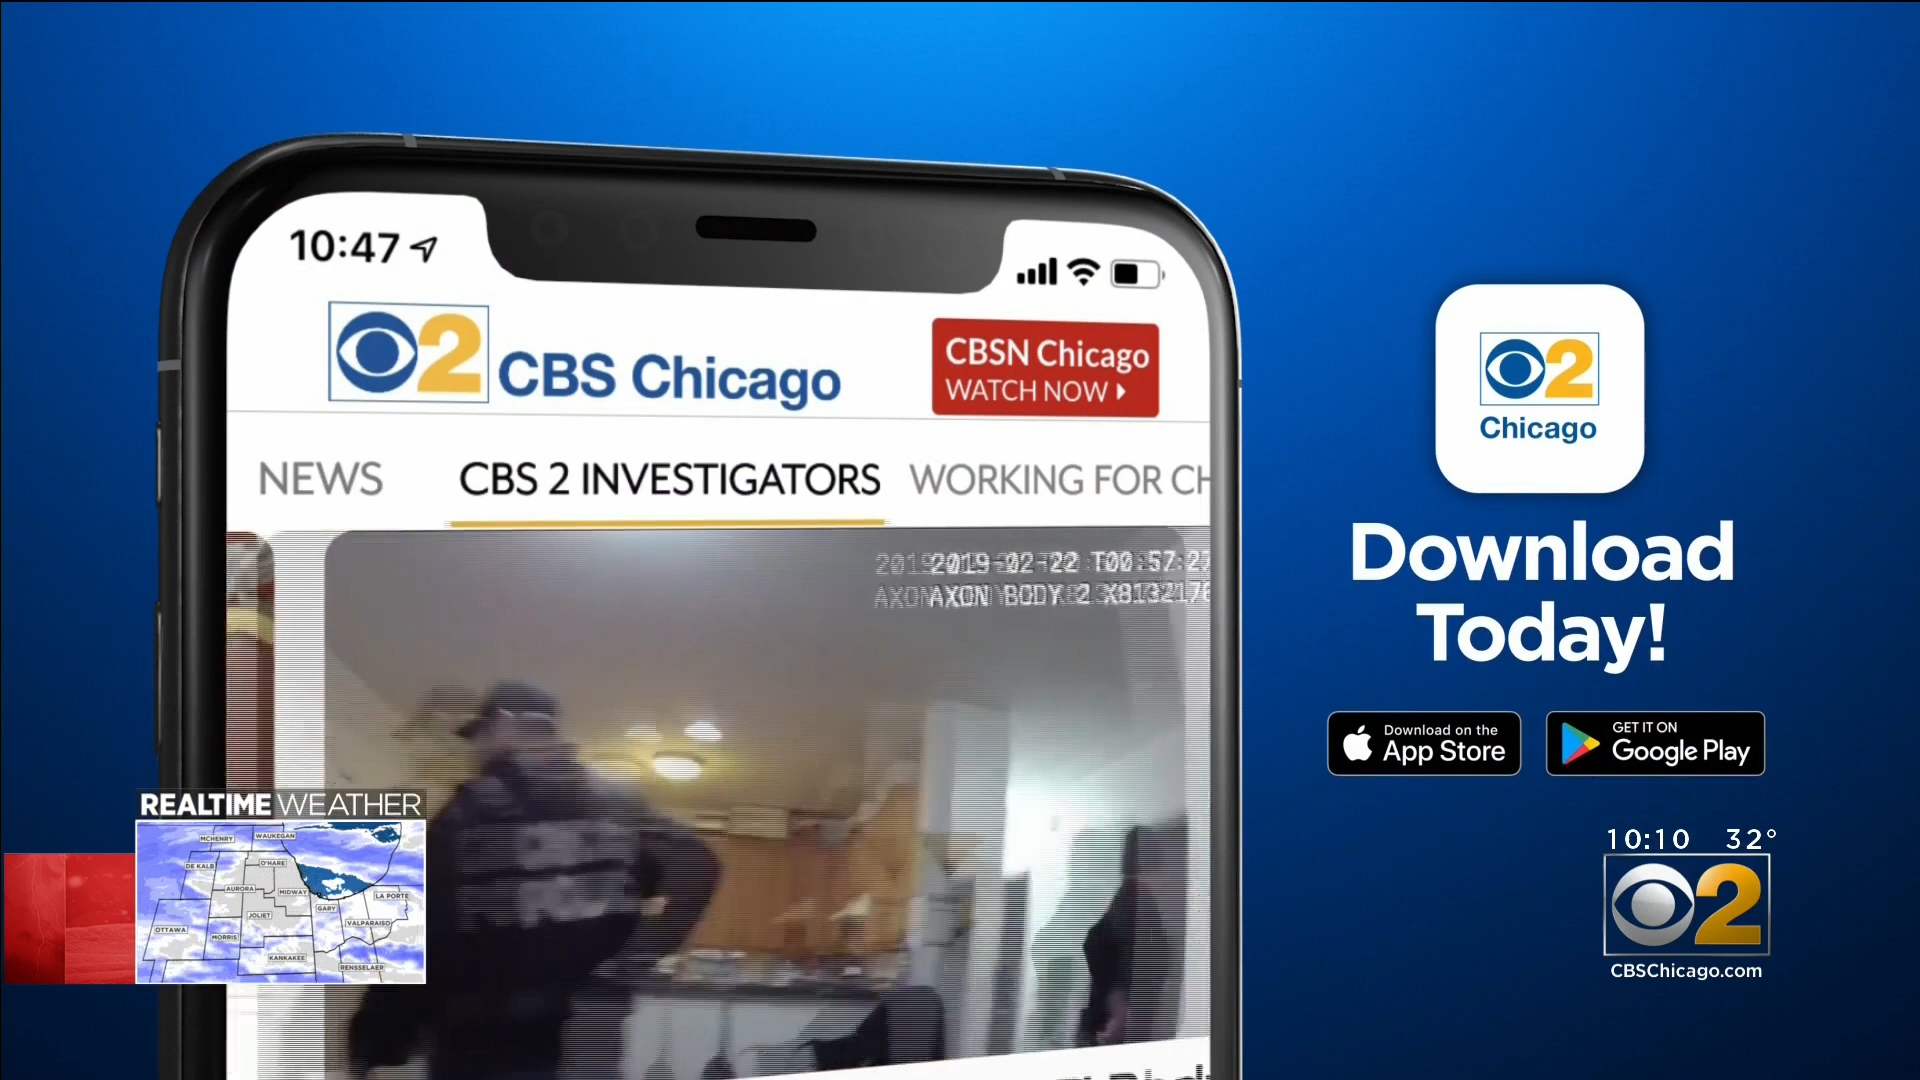 10:47
2 CBS Chicago
CBSN Chicago
WATCH NOW
NEWS
CBS 2 INVESTIGATORS
WORKING FOR CH
2019-02-22 T00:57:27
AXON BODY 2 X8132176
2
Chicago
Download
Today!
Download on the
App Store
GET IT ON
Google Play
REALTIME WEATHER
MCHENRY
WAUKEGAN
DE KALB
O'HARE
AURORA
MIDWAY
LA PORTE
GARY
JOLIET
VALPARAISO
OTTAWA
MORRIS
KANKAKEE
RENSSELAER
10:10 32°
2
CBSChicago.com